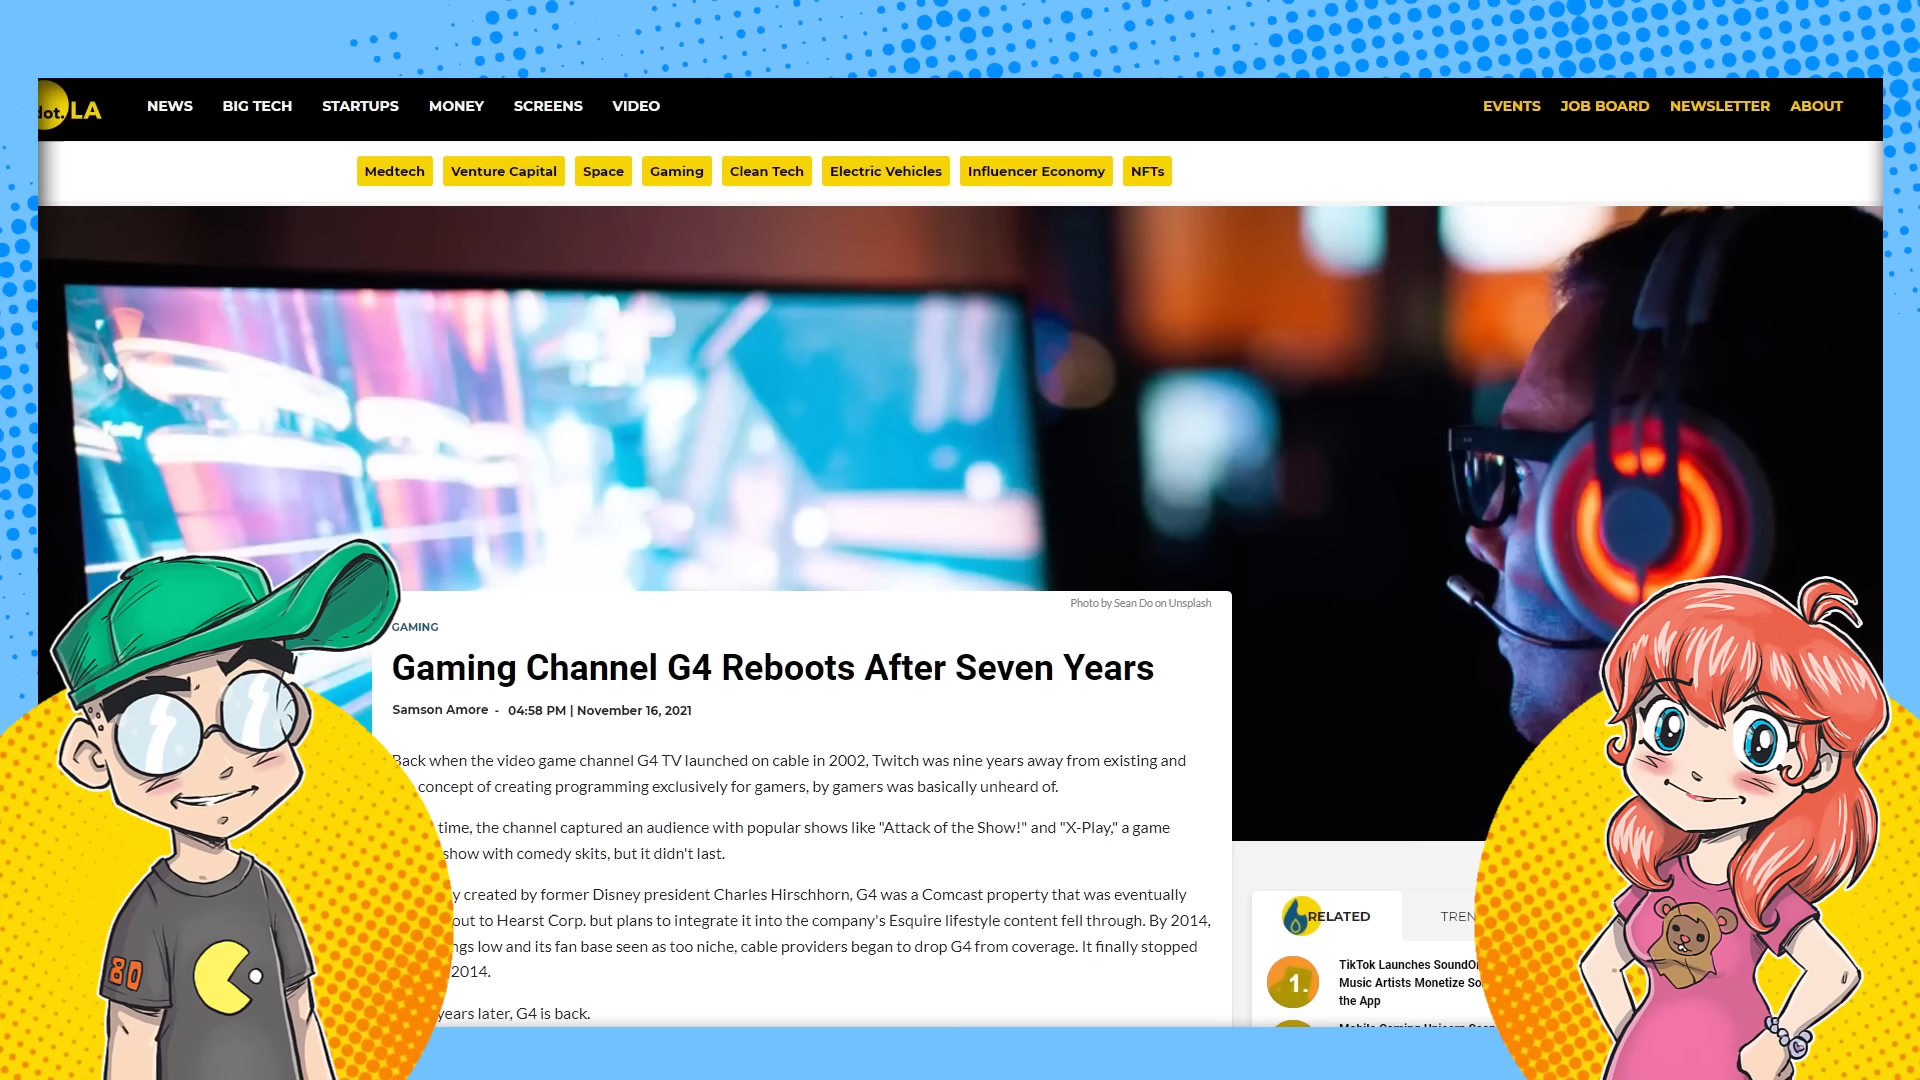 dot.LA
NEWS BIG TECH STARTUPS MONEY SCREENS VIDEO EVENTS JOB BOARD NEWSLETTER ABOUT
Medtech Venture Capital Space Gaming Clean Tech Electric Vehicles Influencer Economy NFTs
Photo by Sean Do on Unsplash
GAMING
Gaming Channel G4 Reboots After Seven Years
Samson Amore - 04:58 PM | November 16, 2021
Back when the video game channel G4 TV launched on cable in 2002, Twitch was nine years away from existing and
concept of creating programming exclusively for gamers, by gamers was basically unheard of.
time, the channel captured an audience with popular shows like "Attack of the Show!" and "X-Play," a game
show with comedy skits, but it didn't last.
y created by former Disney president Charles Hirschhorn, G4 was a Comcast property that was eventually
out to Hearst Corp. but plans to integrate it into the company's Esquire lifestyle content fell through. By 2014,
ngs low and its fan base seen as too niche, cable providers began to drop G4 from coverage. It finally stopped
2014.
years later, G4 is back.
RELATED TREN
1.
TikTok Launches SoundOn
Music Artists Monetize So
the App
80